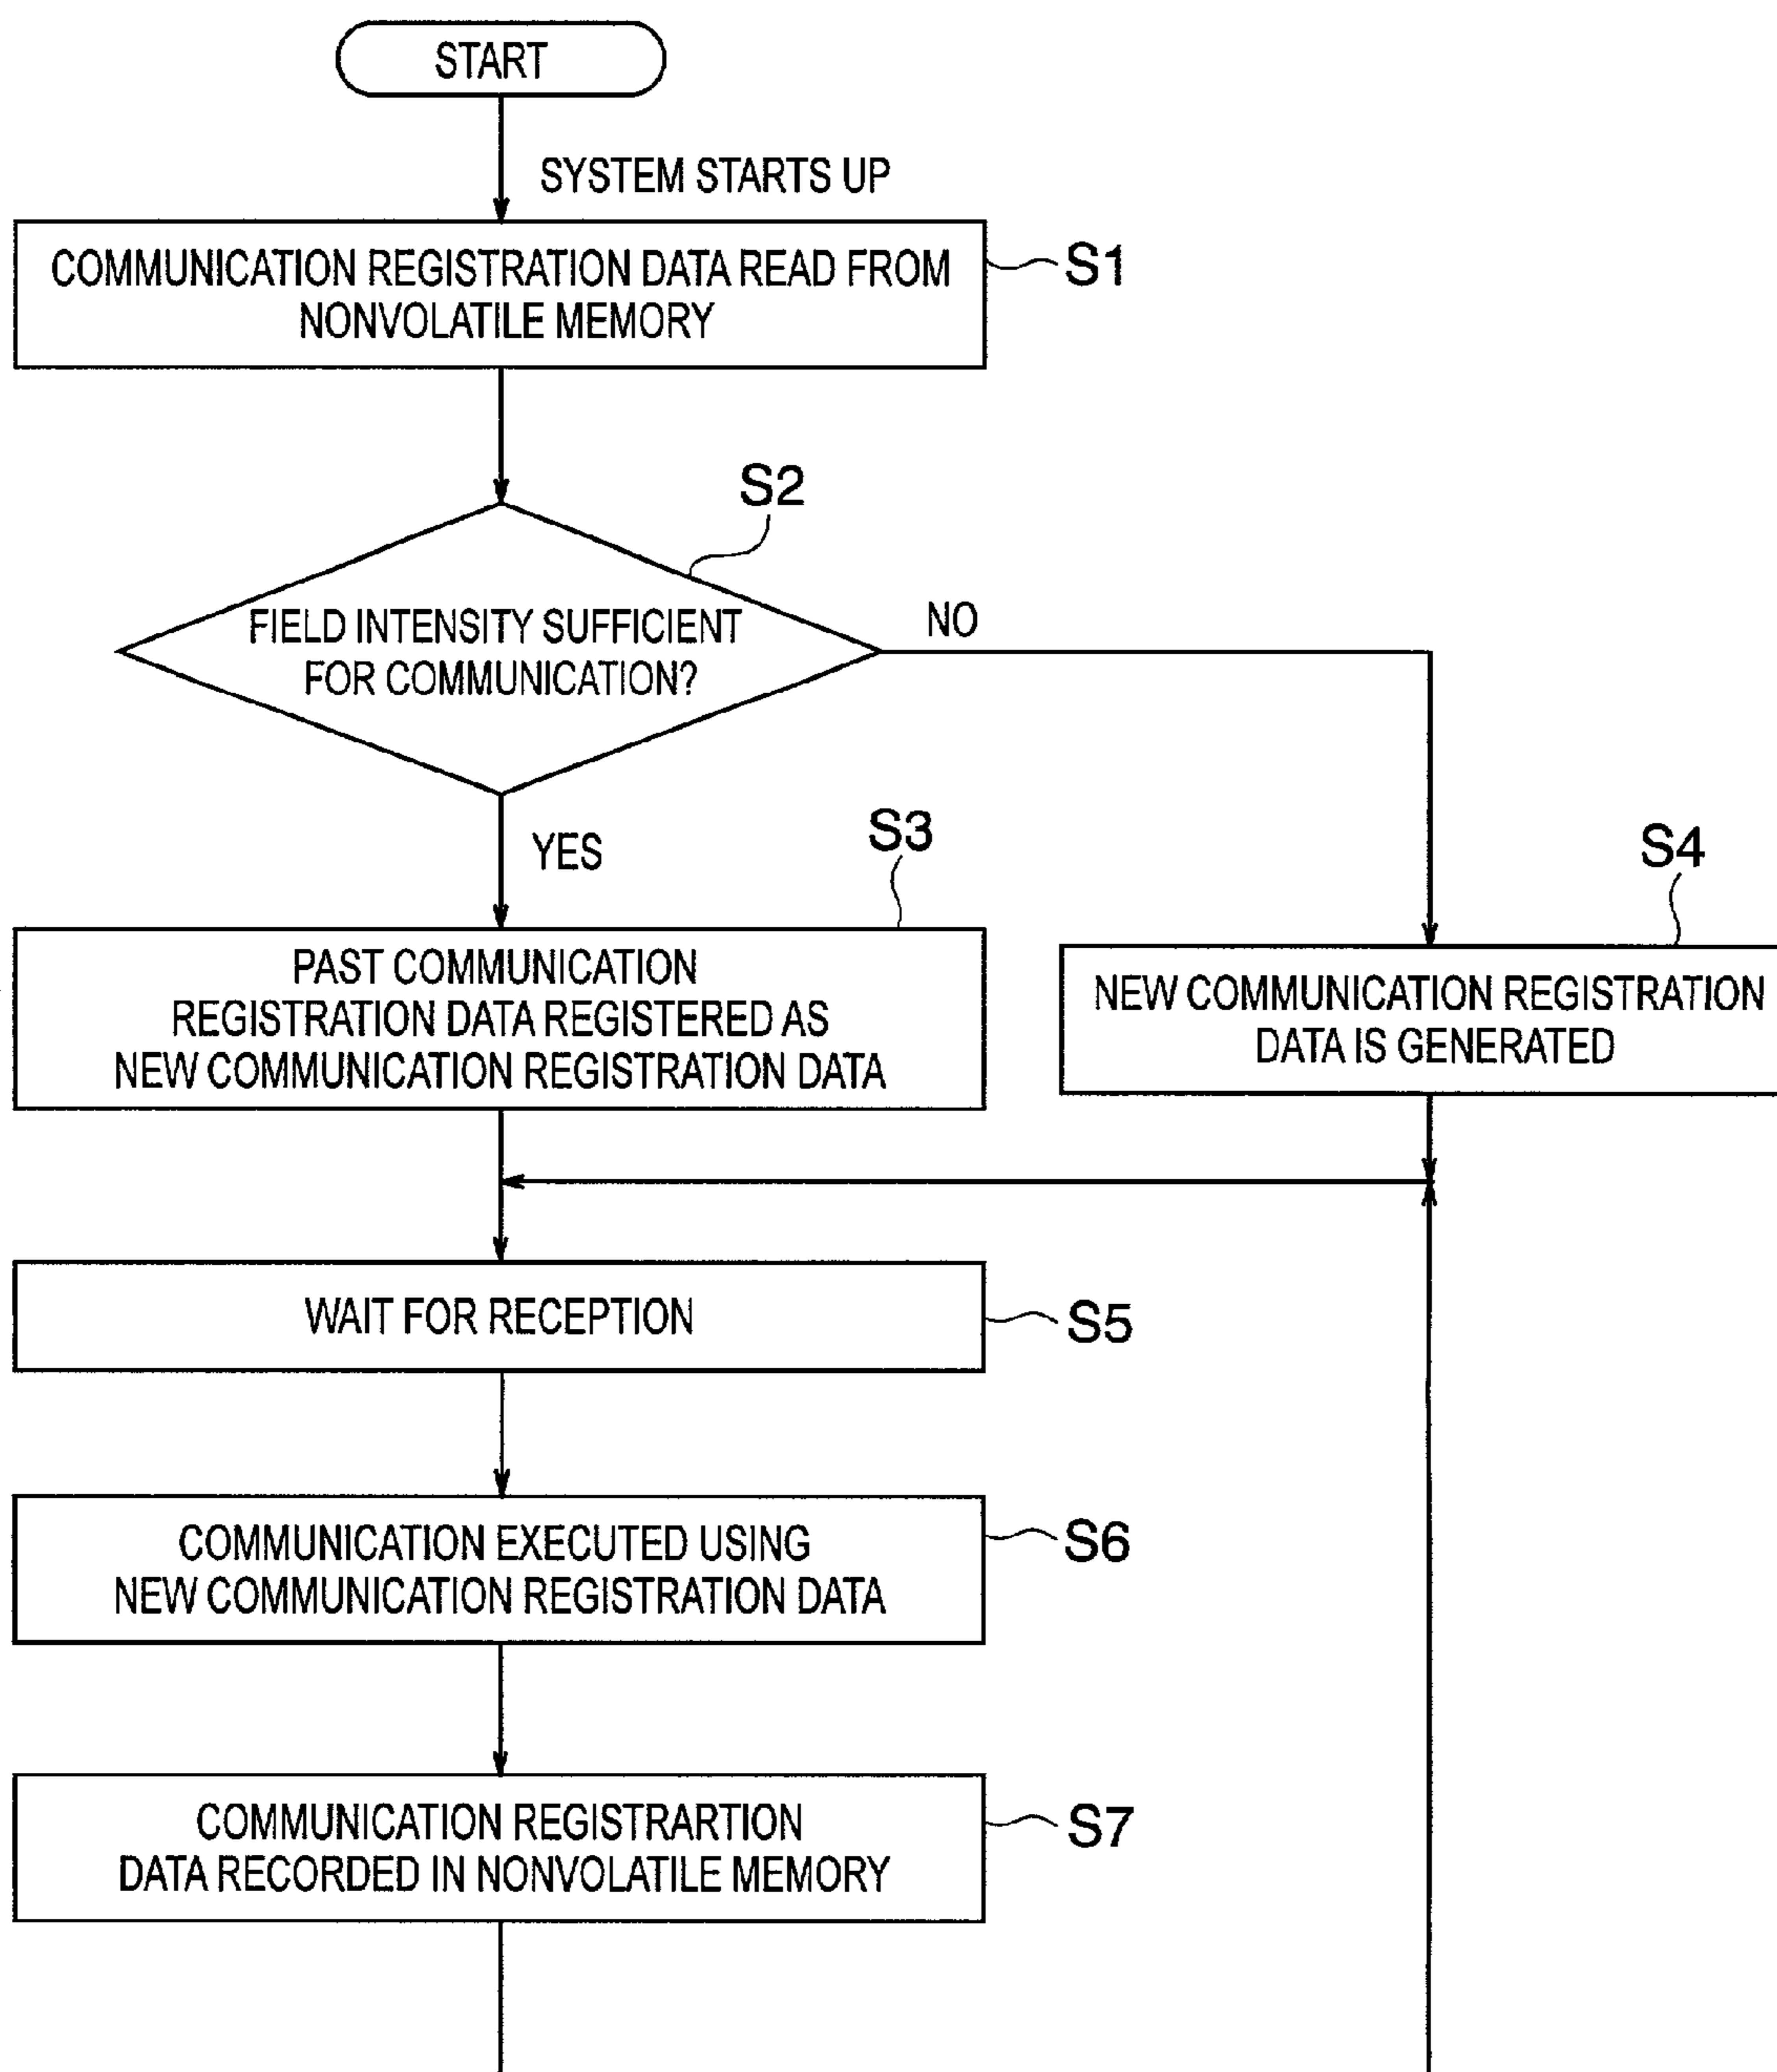 START
SYSTEM STARTS UP
COMMUNICATION REGISTRATION DATA READ FROM
NONVOLATILE MEMORY
S1
S2
FIELD INTENSITY SUFFICIENT
FOR COMMUNICATION?
NO
YES
S3
S4
PAST COMMUNICATION
REGISTRATION DATA REGISTERED AS
NEW COMMUNICATION REGISTRATION DATA
NEW COMMUNICATION REGISTRATION
DATA IS GENERATED
WAIT FOR RECEPTION
S5
COMMUNICATION EXECUTED USING
NEW COMMUNICATION REGISTRATION DATA
S6
COMMUNICATION REGISTRARTION
DATA RECORDED IN NONVOLATILE MEMORY
S7